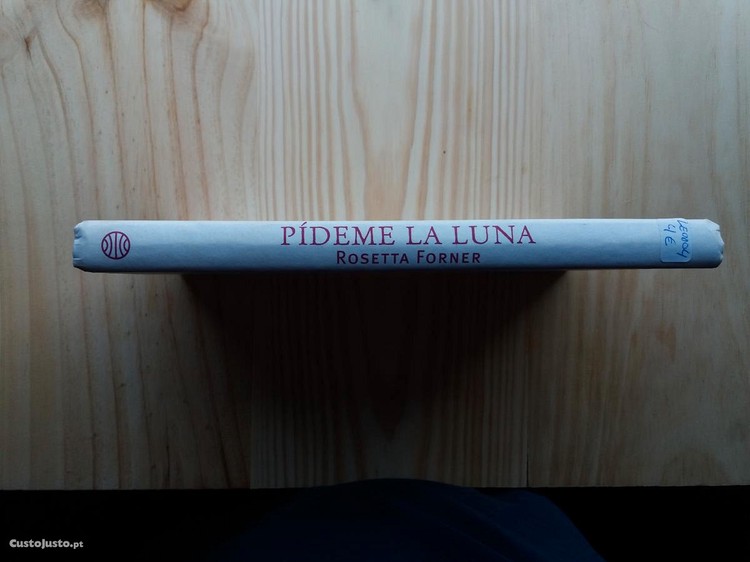 PÍDEME LA LUNA
ROSETTA FORNER
4€
CustoJusto.pt